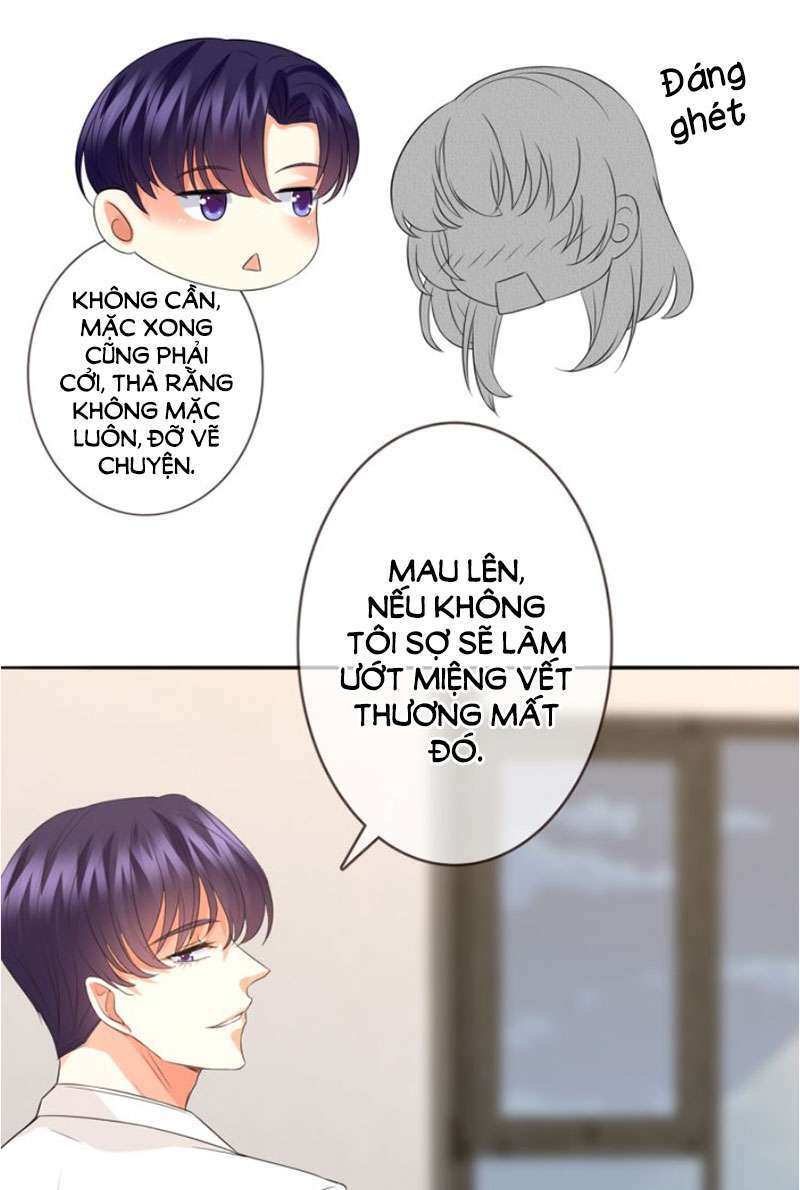 Đáng
ghét
KHÔNG CẦN,
MẶC XONG
CŨNG PHẢI
CỞI, THÀ RẰNG
KHÔNG MẶC
LUÔN, ĐỠ VẼ
CHUYỆN.
MAU LÊN,
NẾU KHÔNG
TÔI SỢ SẼ LÀM
ƯỚT MIỆNG VẾT
THƯƠNG MẤT
ĐÓ.